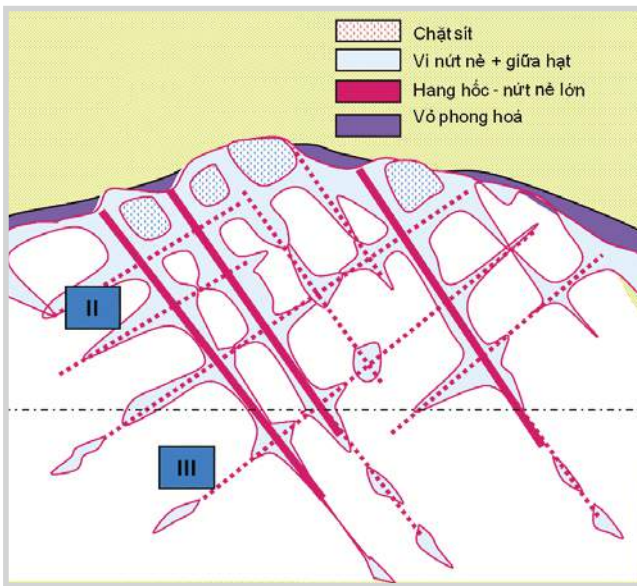 Chặt sít
Vi nứt nẻ + giữa hạt
Hang hốc - nứt nẻ lớn
Vỏ phong hoá
II
III